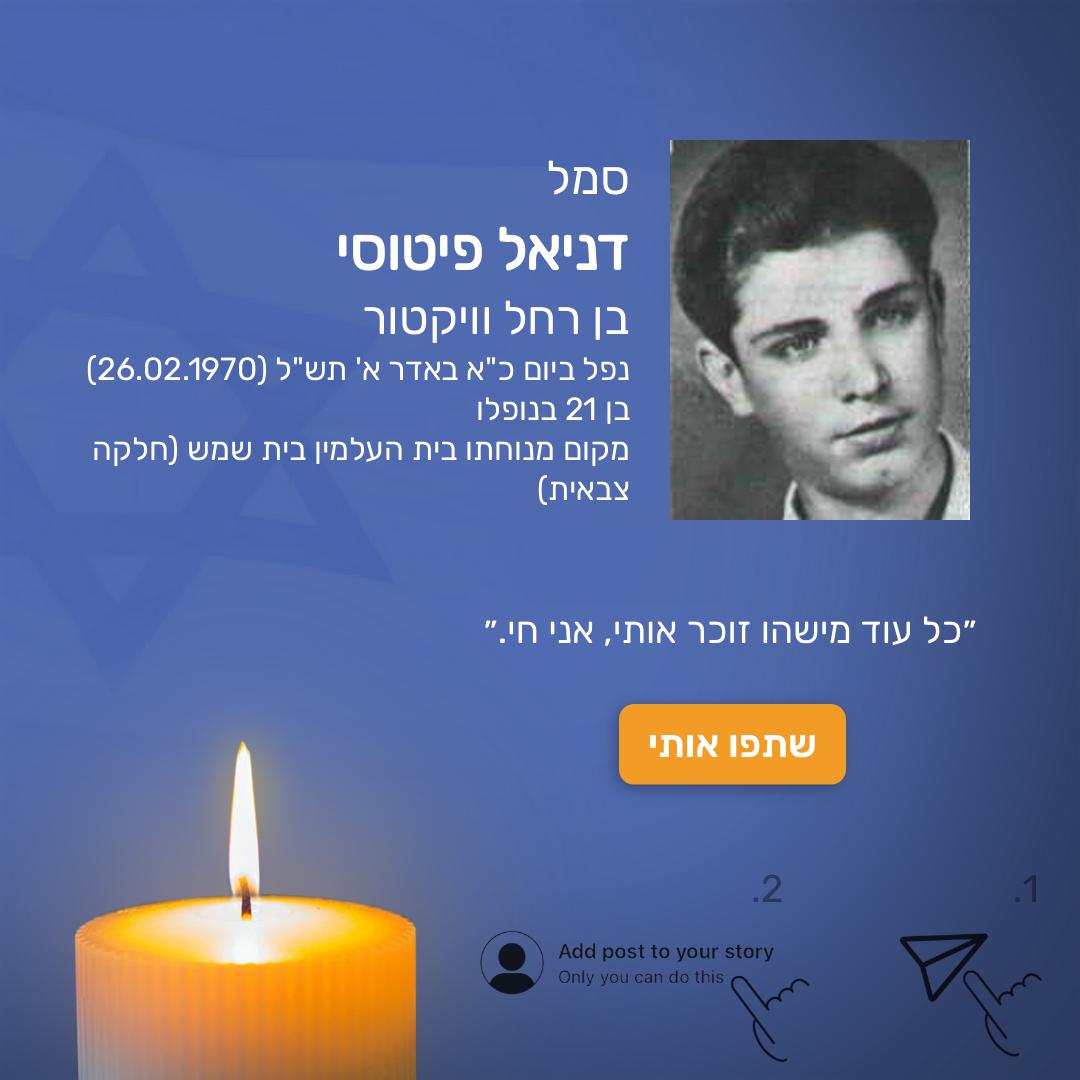 סמל
דניאל פיטוסי
בן רחל וויקטור
נפל ביום כ"א באדר א' תש"ל (26.02.1970)
בן 21 בנופלו
מקום מנוחתו בית העלמין בית שמש (חלקה
צבאית)
״כל עוד מישהו זוכר אותי, אני חי.״
שתפו אותי
1.
2.
Add post to your story
Only you can do this